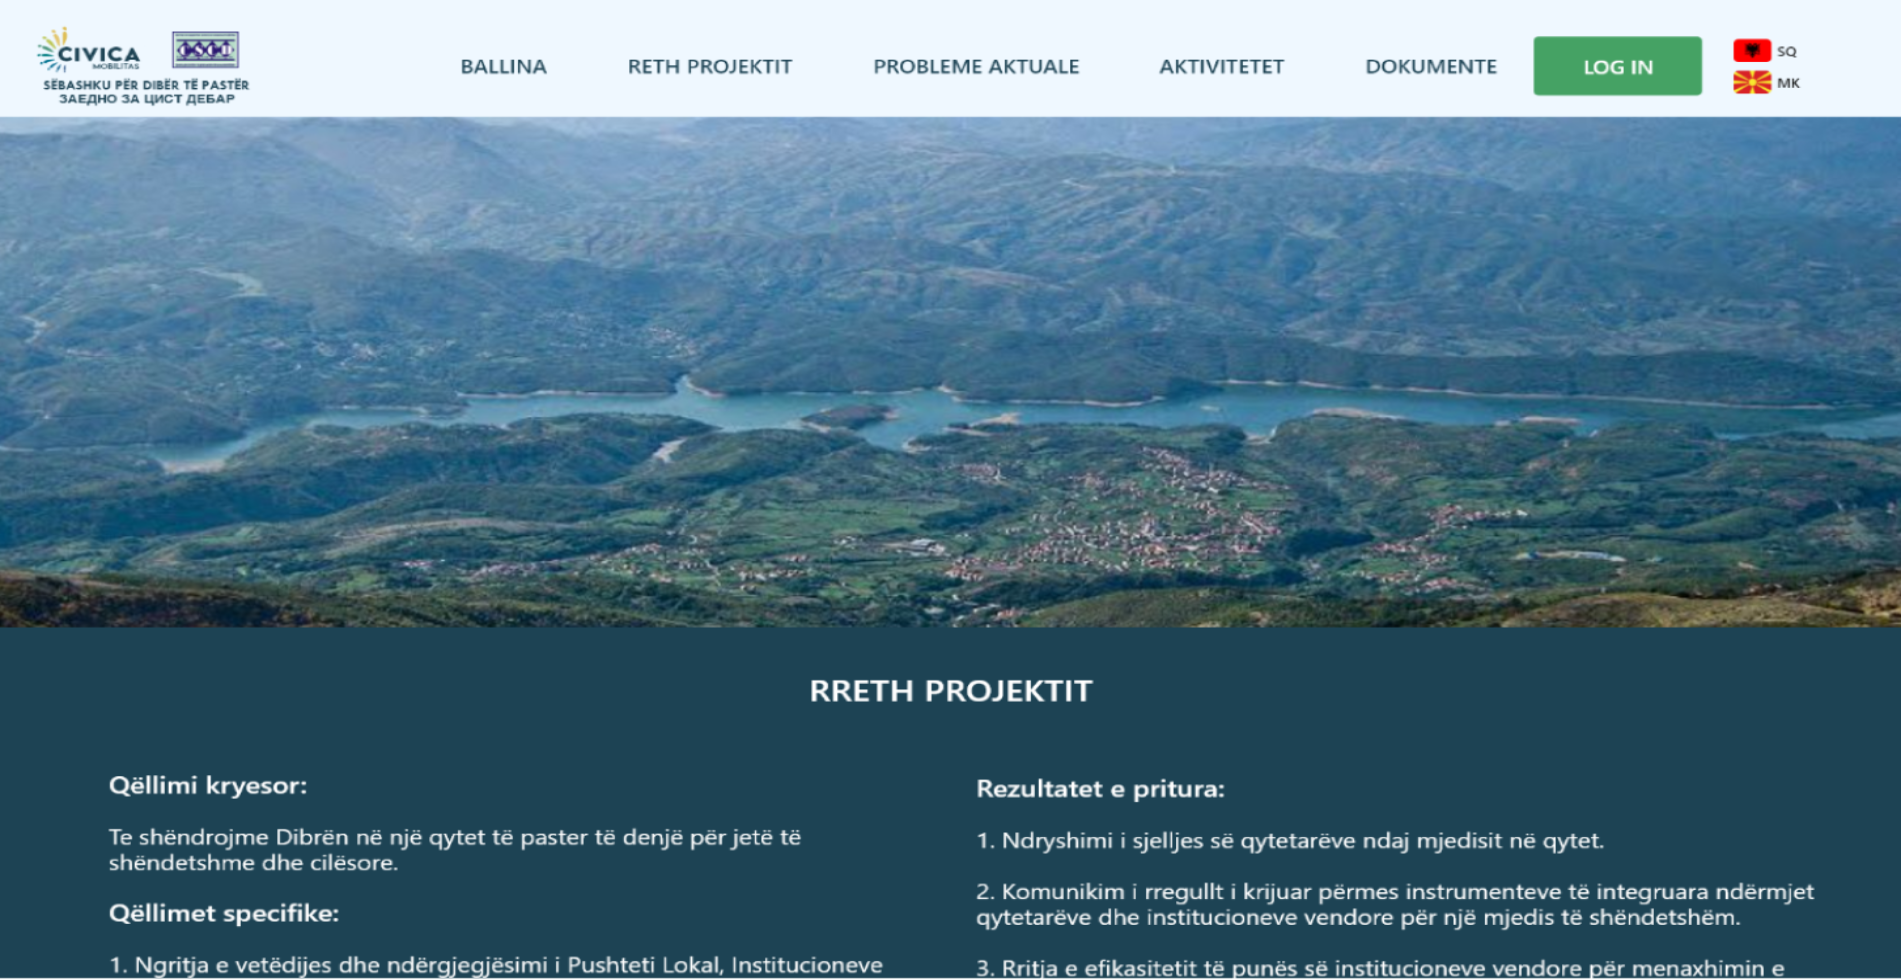 CIVICA
MOBILITAS
CSCD
SËBASHKU PËR DIBËR TË PASTËR
ЗАЕДНО ЗА ЦИСТ ДЕБАР
BALLINA
RETH PROJEKTIT
PROBLEME AKTUALE
AKTIVITETET
DOKUMENTE
LOG IN
SQ
MK
RRETH PROJEKTIT
Qëllimi kryesor:
Te shëndrojme Dibrën në një qytet të paster të denjë për jetë të
shëndetshme dhe cilësore.
Qëllimet specifike:
1. Ngritja e vetëdijes dhe ndërgjegjësimi i Pushteti Lokal, Institucioneve
Rezultatet e pritura:
1. Ndryshimi i sjelljes së qytetarëve ndaj mjedisit në qytet.
2. Komunikim i rregullt i krijuar përmes instrumenteve të integruara ndërmjet
qytetarëve dhe institucioneve vendore për një mjedis të shëndetshëm.
3. Rritja e efikasitetit të punës së institucioneve vendore për menaxhimin e